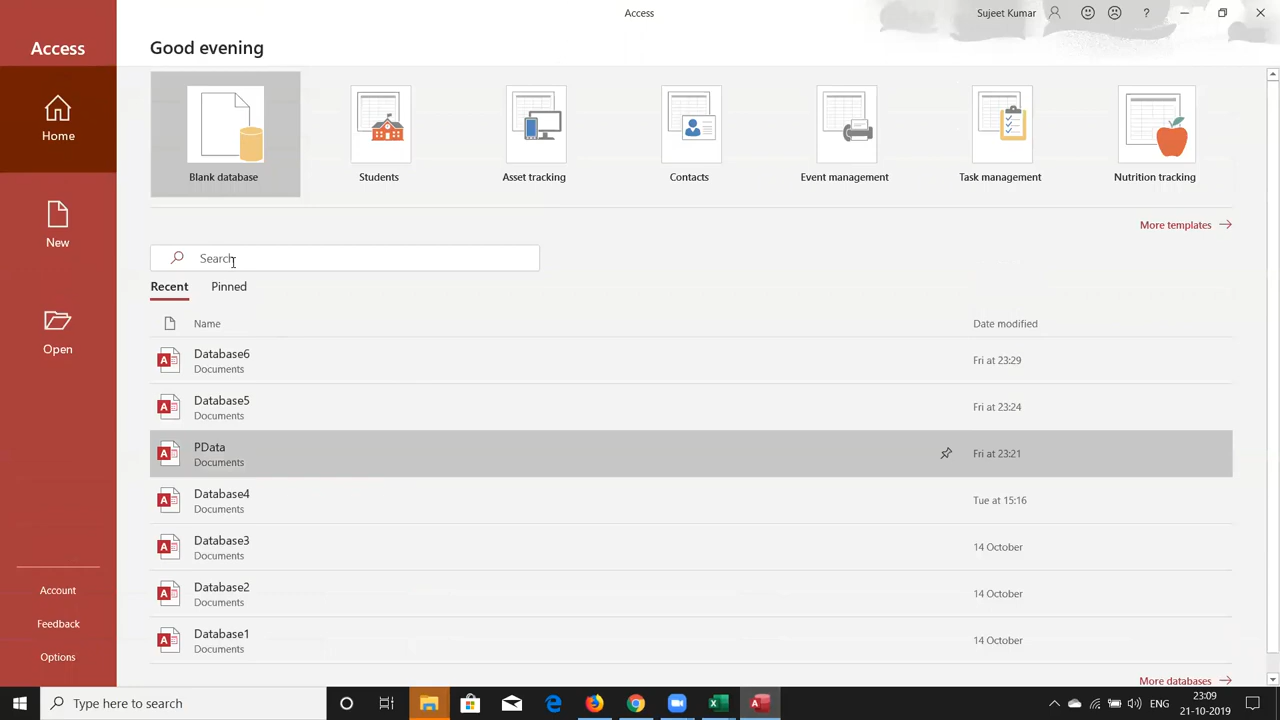 Access
Sujeet Kumar
?
Access
Good evening
Home
New
Open
Account
Feedback
Options
Blank database
Students
Asset tracking
Contacts
Event management
Task management
Nutrition tracking
More templates
Search
Recent Pinned
Name Date modified
Database6
Documents
Fri at 23:29
Database5
Documents
Fri at 23:24
PData
Documents
Fri at 23:21
Database4
Documents
Tue at 15:16
Database3
Documents
14 October
Database2
Documents
14 October
Database1
Documents
14 October
More databases
Type here to search
ENG
23:09
21-10-2019